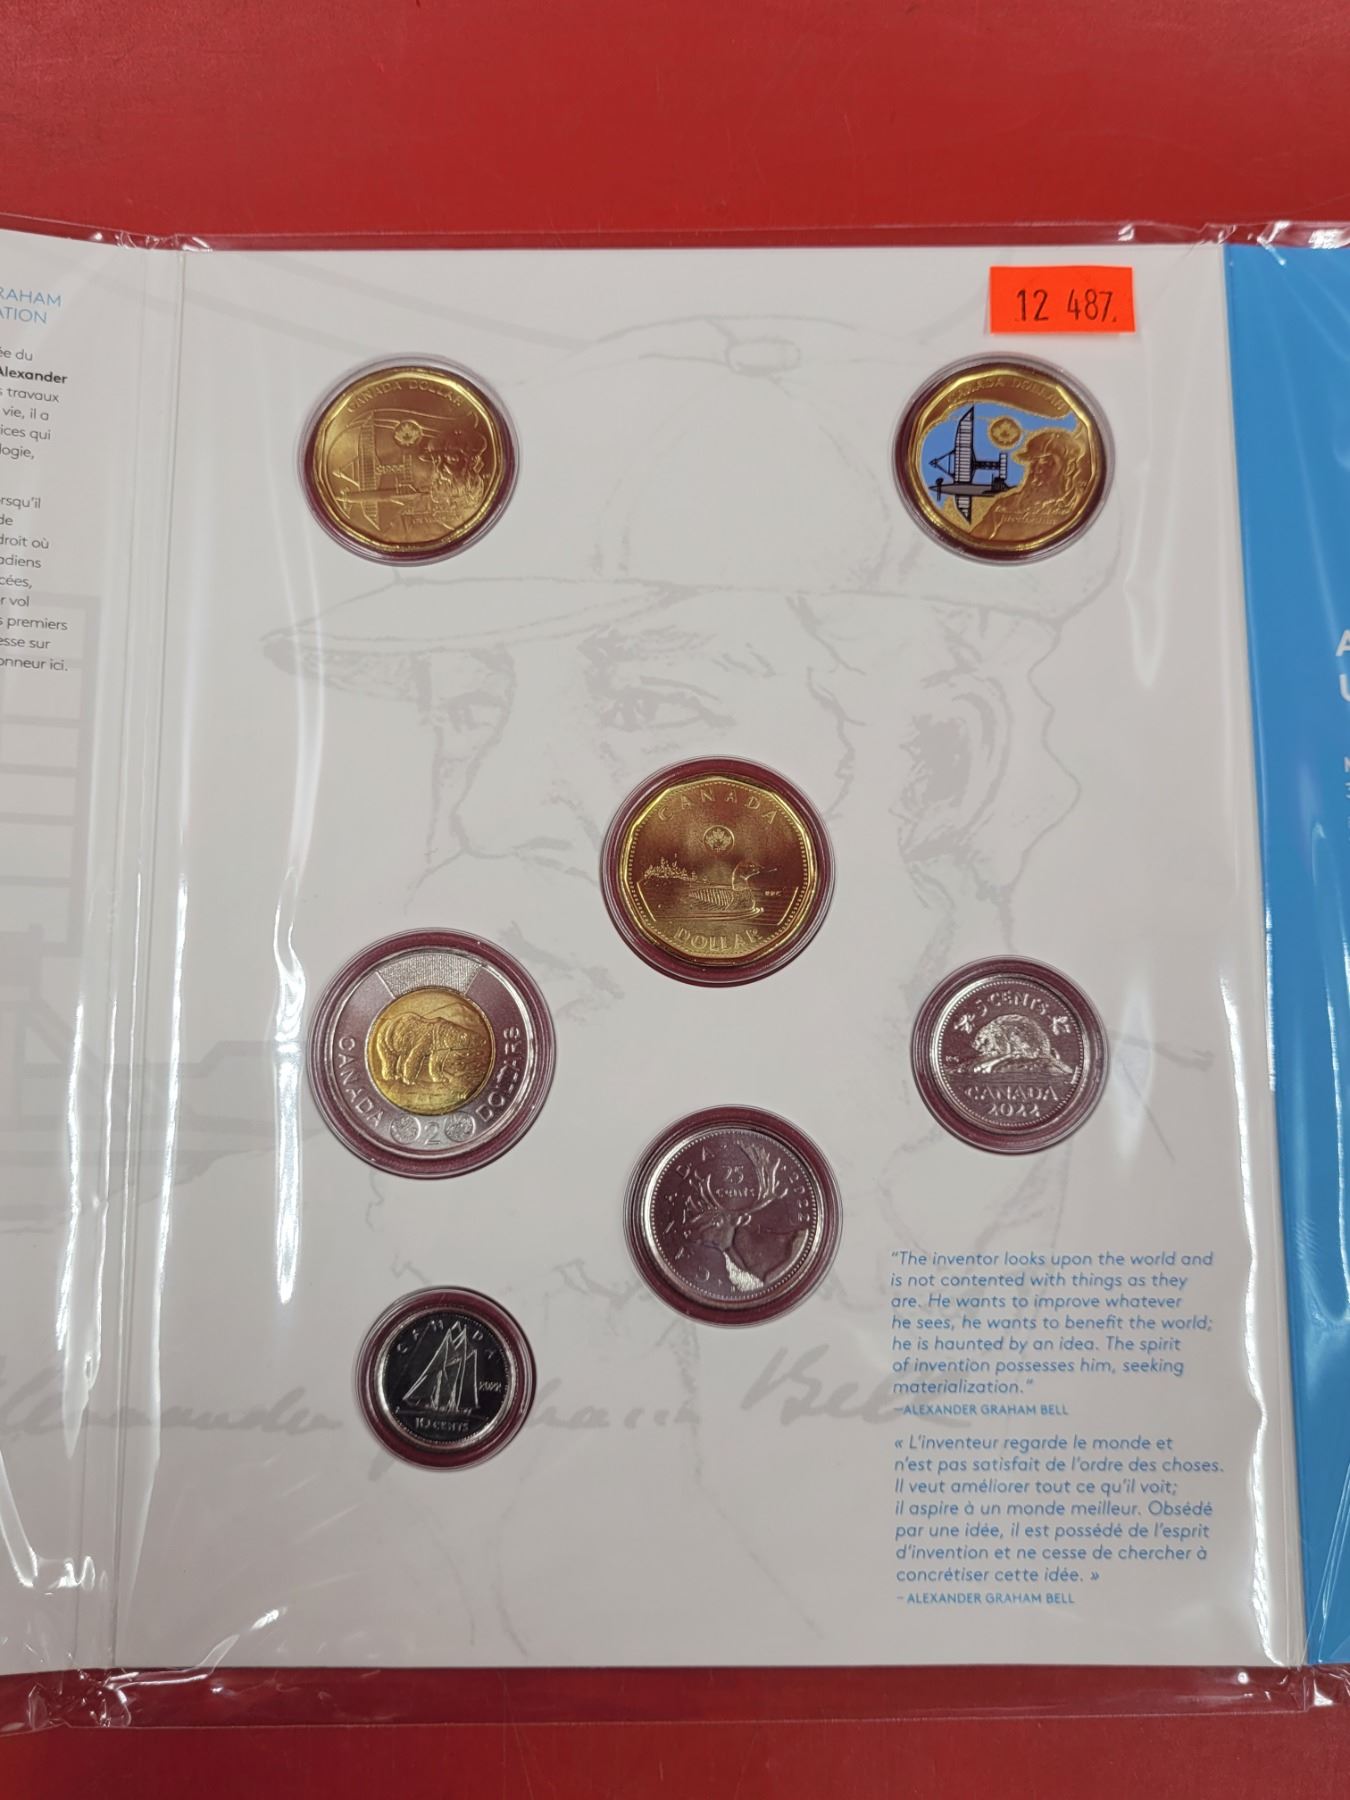 RAHAM
ATION
ée du
Alexander
s travaux
vie, il a
ices qui
logie,
rsqu'il
de
droit où
adiens
cées,
r vol
s premiers
esse sur
onneur ici.
12 487.
CANADA DOLLAR
CANADA DOLLAR
CANADA
DOLLAR
CANADA 2 DOLLARS
5 CENTS
CANADA
2022
CANADA 2022
25
cents
CANADA
2022
10 CENTS
Alexander Graham Bell
"The inventor looks upon the world and
is not contented with things as they
are. He wants to improve whatever
he sees, he wants to benefit the world;
he is haunted by an idea. The spirit
of invention possesses him, seeking
materialization."
–ALEXANDER GRAHAM BELL
« L'inventeur regarde le monde et
n'est pas satisfait de l'ordre des choses.
Il veut améliorer tout ce qu'il voit;
il aspire à un monde meilleur. Obsédé
par une idée, il est possédé de l'esprit
d'invention et ne cesse de chercher à
concrétiser cette idée. »
– ALEXANDER GRAHAM BELL